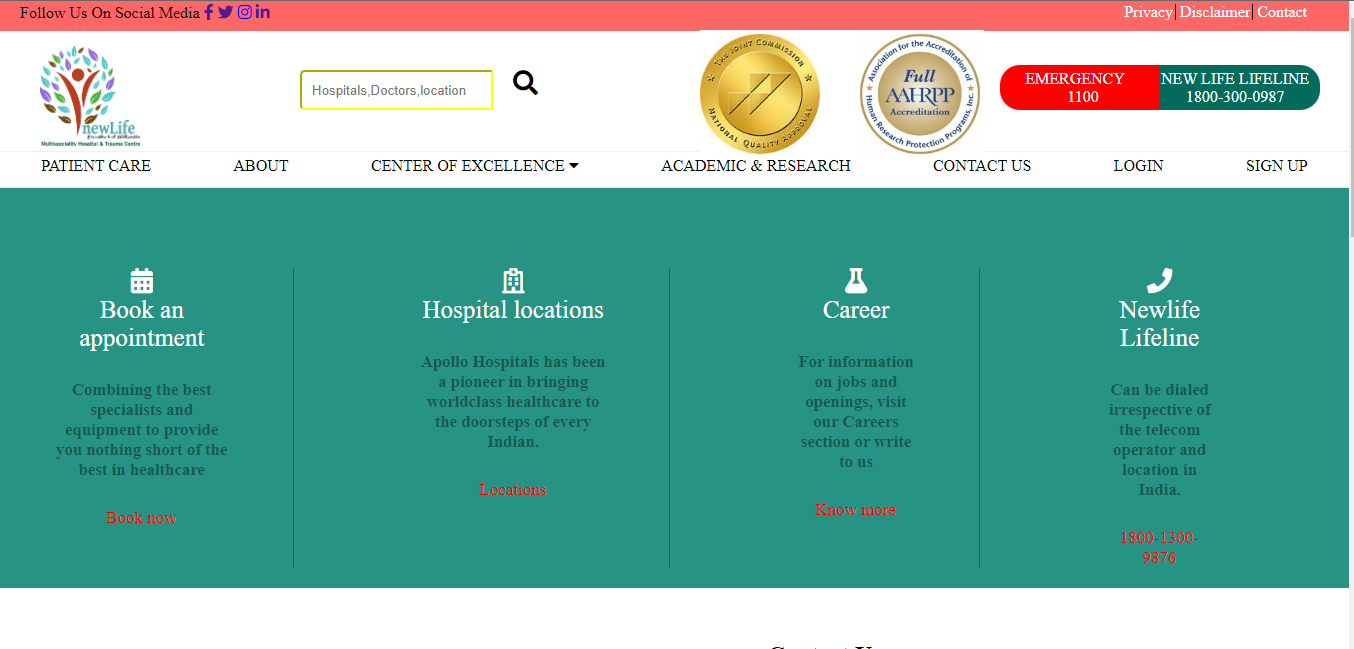 Follow Us On Social Media
Privacy| Disclaimer| Contact
newLife
Multispeciality Hospital & Trauma Centre
Hospitals,Doctors,location
THE JOINT COMMISSION
NATIONAL QUALITY APPROVAL
Association for the Accreditation of
Human Research Protection Programs, Inc.
Full
AAHRPP
Accreditation
EMERGENCY
1100
NEW LIFE LIFELINE
1800-300-0987
PATIENT CARE
ABOUT
CENTER OF EXCELLENCE
ACADEMIC & RESEARCH
CONTACT US
LOGIN
SIGN UP
Book an
appointment
Combining the best
specialists and
equipment to provide
you nothing short of the
best in healthcare
Book now
Hospital locations
Apollo Hospitals has been
a pioneer in bringing
worldclass healthcare to
the doorsteps of every
Indian.
Locations
Career
For information
on jobs and
openings, visit
our Careers
section or write
to us
Know more
Newlife
Lifeline
Can be dialed
irrespective of
the telecom
operator and
location in
India.
1800-1300-
9876